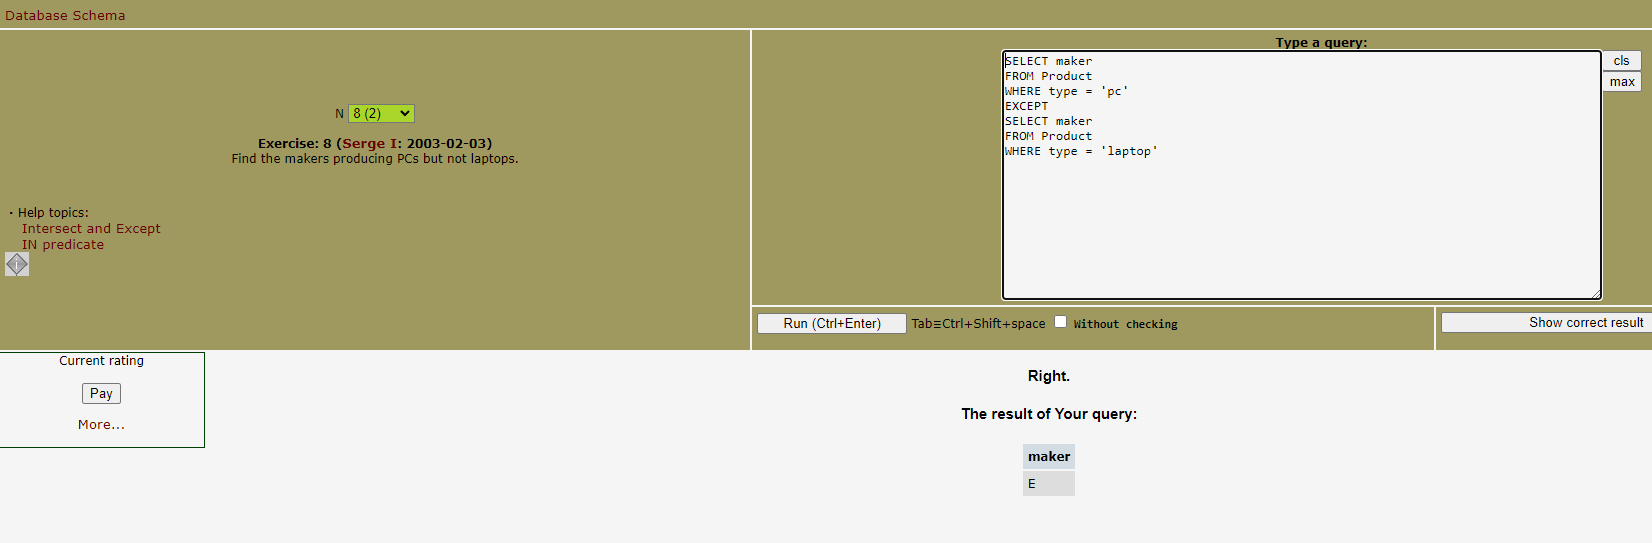 Database Schema
N 8 (2)
Exercise: 8 (Serge I: 2003-02-03)
Find the makers producing PCs but not laptops.
· Help topics:
Intersect and Except
IN predicate
i
Type a query:
SELECT maker
FROM Product
WHERE type = 'pc'
EXCEPT
SELECT maker
FROM Product
WHERE type = 'laptop'
cls
max
Run (Ctrl+Enter) Tab≡Ctrl+Shift+space Without checking
Show correct result
Current rating
Pay
More...
Right.
The result of Your query:
maker
E